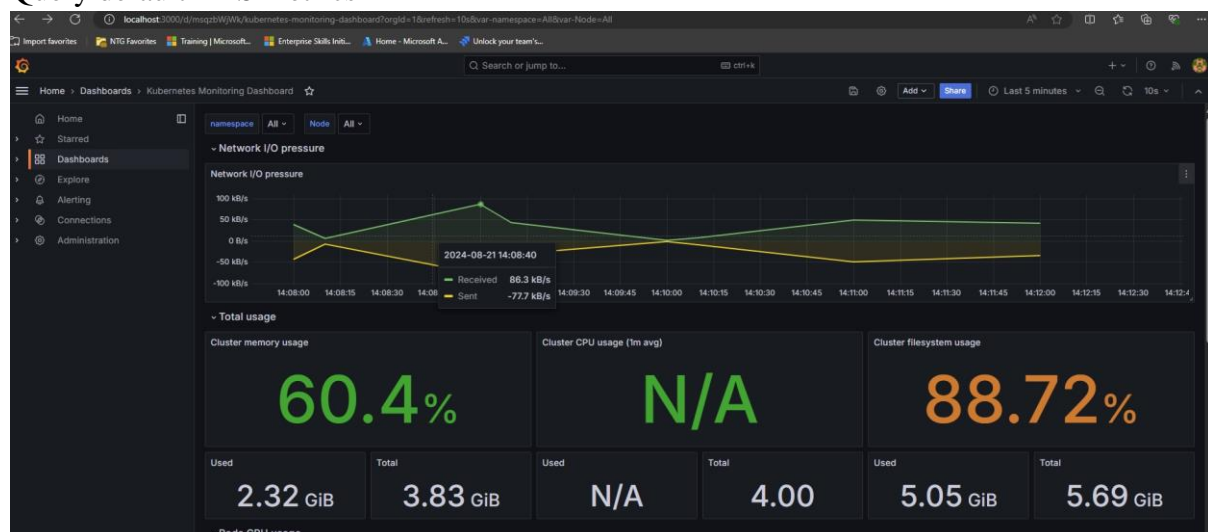 localhost:3000/d/msqzbWjWk/kubernetes-monitoring-dashboard?orgId=1&refresh=10s&var-namespace=All&var-Node=All
Import favorites NTG Favorites Training | Microsoft... Enterprise Skills Initi... Home - Microsoft A... Unlock your team's...
Search or jump to... ctrl+k
Home › Dashboards › Kubernetes Monitoring Dashboard Add Share Last 5 minutes 10s
Home
Starred
Dashboards
Explore
Alerting
Connections
Administration
namespace All Node All
Network I/O pressure
Network I/O pressure
100 kB/s
50 kB/s
0 B/s
-50 kB/s
-100 kB/s
2024-08-21 14:08:40
Received 86.3 kB/s
Sent -77.7 kB/s
14:08:00 14:08:15 14:08:30 14:09:30 14:09:45 14:10:00 14:10:15 14:10:30 14:10:45 14:11:00 14:11:15 14:11:30 14:11:45 14:12:00 14:12:15 14:12:30
Total usage
Cluster memory usage Cluster CPU usage (1m avg) Cluster filesystem usage
60.4% N/A 88.72%
Used Total Used Total Used Total
2.32 GiB 3.83 GiB N/A 4.00 5.05 GiB 5.69 GiB